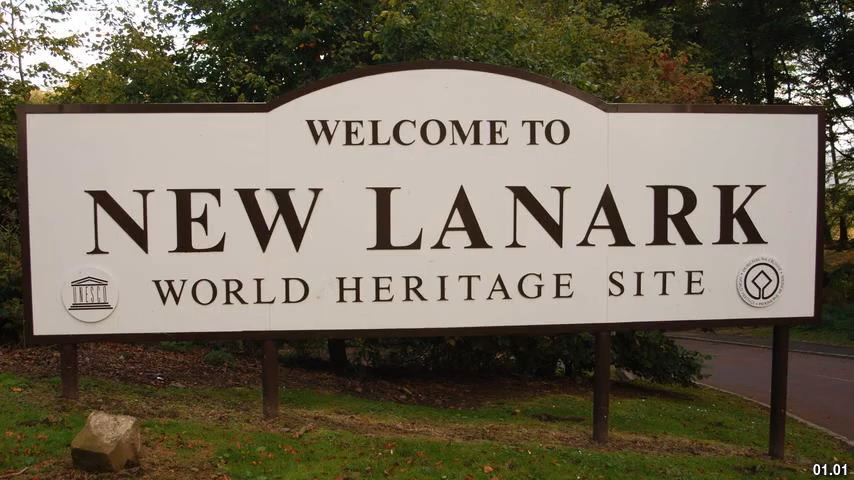 WELCOME TO
NEW LANARK
WORLD HERITAGE SITE
UNESCO
01.01